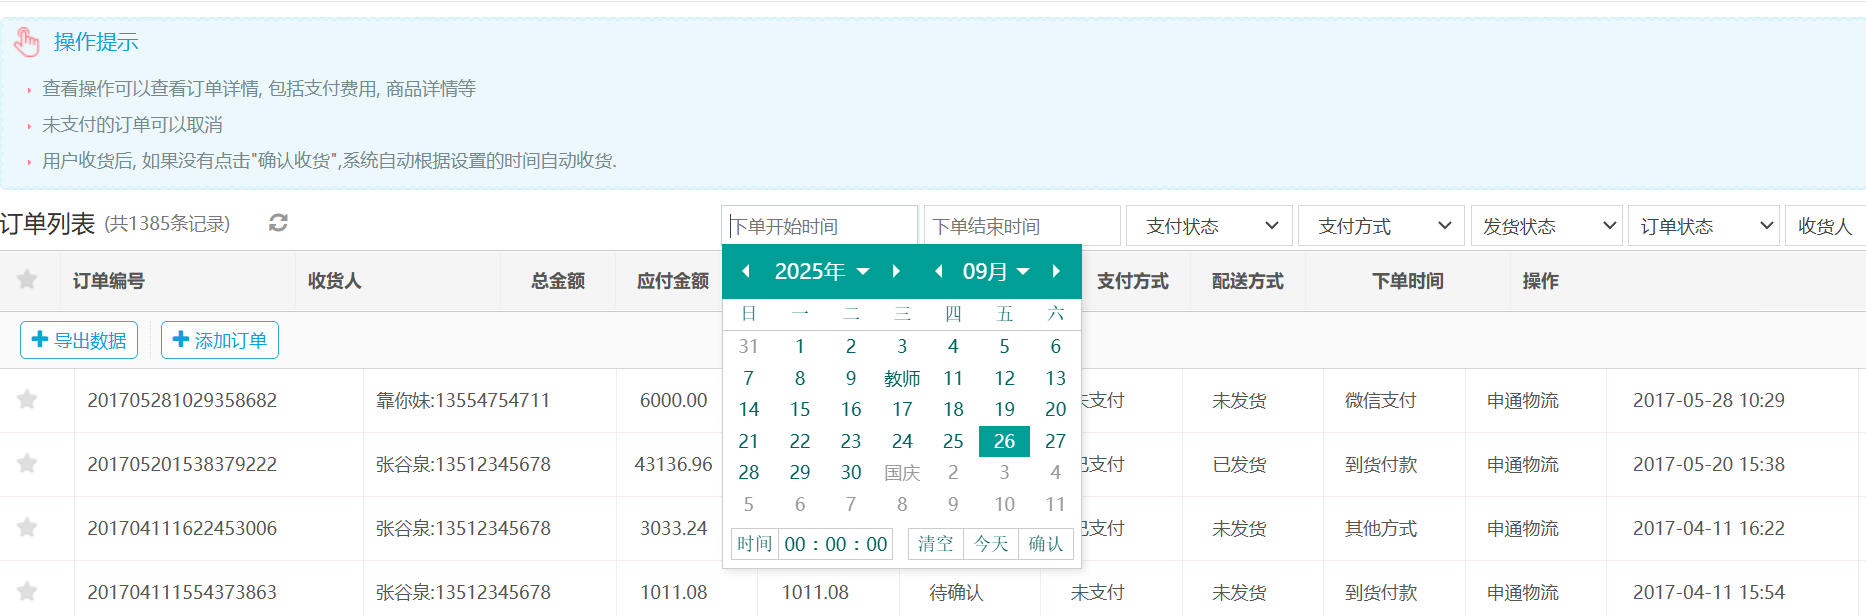 操作提示
查看操作可以查看订单详情, 包括支付费用, 商品详情等
未支付的订单可以取消
用户收货后, 如果没有点击"确认收货",系统自动根据设置的时间自动收货.
订单列表 (共1385条记录) 下单开始时间 下单结束时间 支付状态 支付方式 发货状态 订单状态 收货人
订单编号 收货人 总金额 应付金额 支付方式 配送方式 下单时间 操作
导出数据 添加订单
2025年 09月
日 一 二 三 四 五 六
31 1 2 3 4 5 6
7 8 9 教师 11 12 13
14 15 16 17 18 19 20
21 22 23 24 25 26 27
28 29 30 国庆 2 3 4
5 6 7 8 9 10 11
时间 00 : 00 : 00 清空 今天 确认
201705281029358682 靠你妹:13554754711 6000.00 未支付 未发货 微信支付 申通物流 2017-05-28 10:29
201705201538379222 张谷泉:13512345678 43136.96 已支付 已发货 到货付款 申通物流 2017-05-20 15:38
201704111622453006 张谷泉:13512345678 3033.24 已支付 未发货 其他方式 申通物流 2017-04-11 16:22
201704111554373863 张谷泉:13512345678 1011.08 1011.08 待确认 未支付 未发货 到货付款 申通物流 2017-04-11 15:54